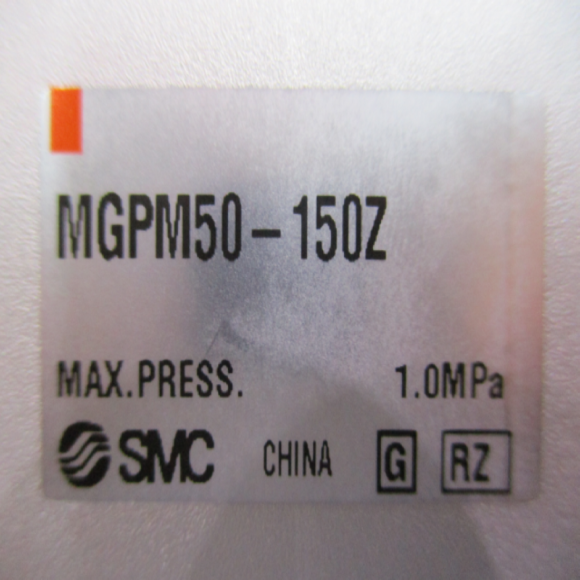 MGPM50-150Z
MAX.PRESS. 1.0MPa
SMC CHINA G RZ